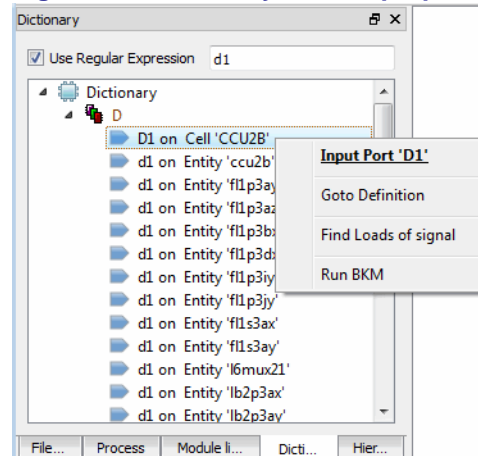 Dictionary
Use Regular Expression d1
Dictionary
D
D1 on Cell 'CCU2B'
d1 on Entity 'ccu2b'
d1 on Entity 'fl1p3ay
d1 on Entity 'fl1p3az
d1 on Entity 'fl1p3bx
d1 on Entity 'fl1p3dx
d1 on Entity 'fl1p3iy
d1 on Entity 'fl1p3jy'
d1 on Entity 'fl1s3ax'
d1 on Entity 'fl1s3ay'
d1 on Entity 'l6mux21'
d1 on Entity 'lb2p3ax'
d1 on Entity 'lb2p3ay'
Input Port 'D1'
Goto Definition
Find Loads of signal
Run BKM
File... Process Module li... Dicti... Hier...